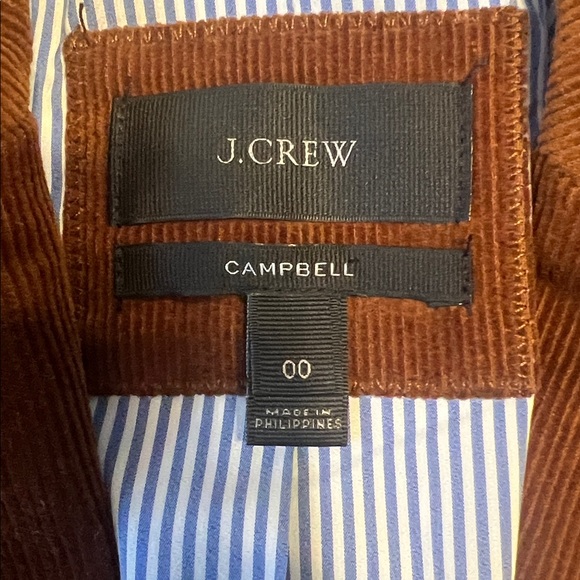 J.CREW
CAMPBELL
00
MADE IN
PHILIPPINES